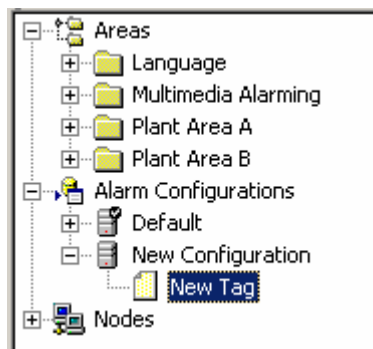 Areas
Language
Multimedia Alarming
Plant Area A
Plant Area B
Alarm Configurations
Default
New Configuration
New Tag
Nodes